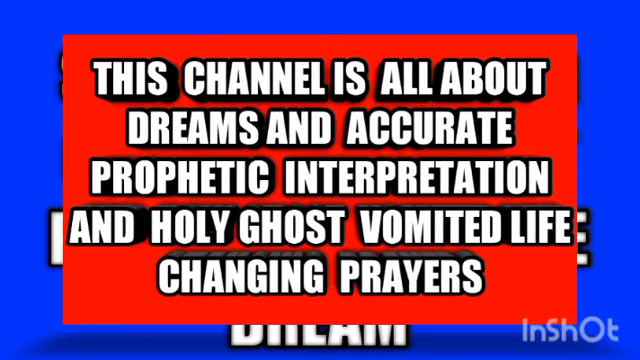 THIS CHANNEL IS ALL ABOUT
DREAMS AND ACCURATE
PROPHETIC INTERPRETATION
AND HOLY GHOST VOMITED LIFE
CHANGING PRAYERS
DREAM
InShOt